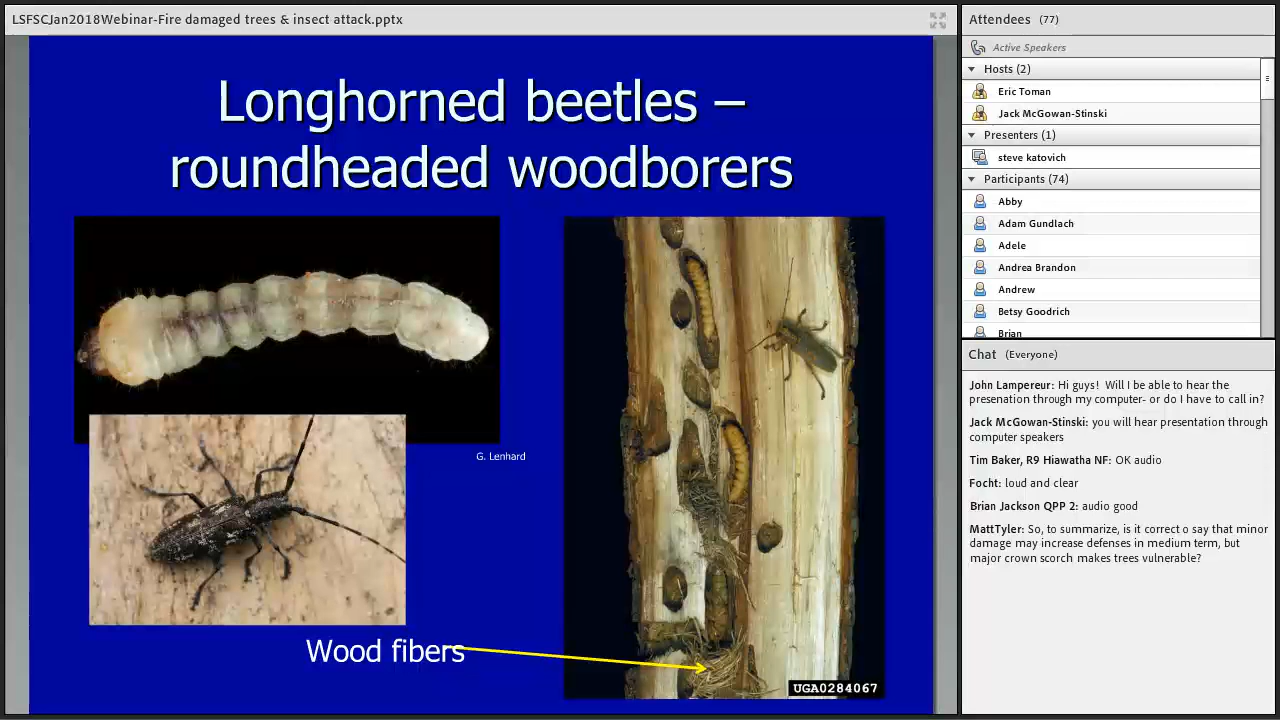 LSFSCJan2018Webinar-Fire damaged trees & insect attack.pptx
Longhorned beetles –
roundheaded woodborers
G. Lenhard
Wood fibers
UGA0284067
Attendees (77)
Active Speakers
Hosts (2)
Eric Toman
Jack McGowan-Stinski
Presenters (1)
steve katovich
Participants (74)
Abby
Adam Gundlach
Adele
Andrea Brandon
Andrew
Betsy Goodrich
Brian
Chat (Everyone)
John Lampereur: Hi guys! Will I be able to hear the
presenation through my computer- or do I have to call in?
Jack McGowan-Stinski: you will hear presentation through
computer speakers
Tim Baker, R9 Hiawatha NF: OK audio
Focht: loud and clear
Brian Jackson QPP 2: audio good
MattTyler: So, to summarize, is it correct o say that minor
damage may increase defenses in medium term, but
major crown scorch makes trees vulnerable?